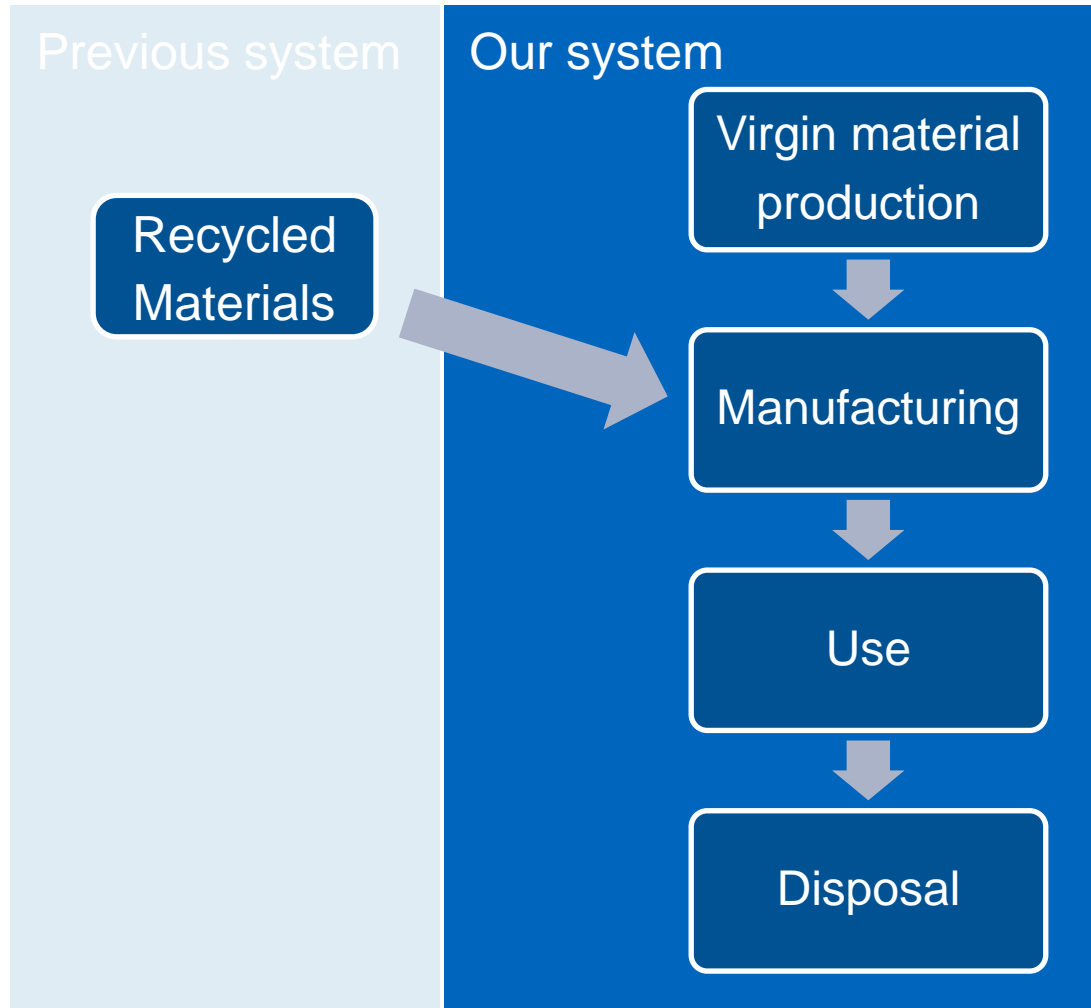 Previous system
Our system
Virgin material
production
Recycled
Materials
Manufacturing
Use
Disposal